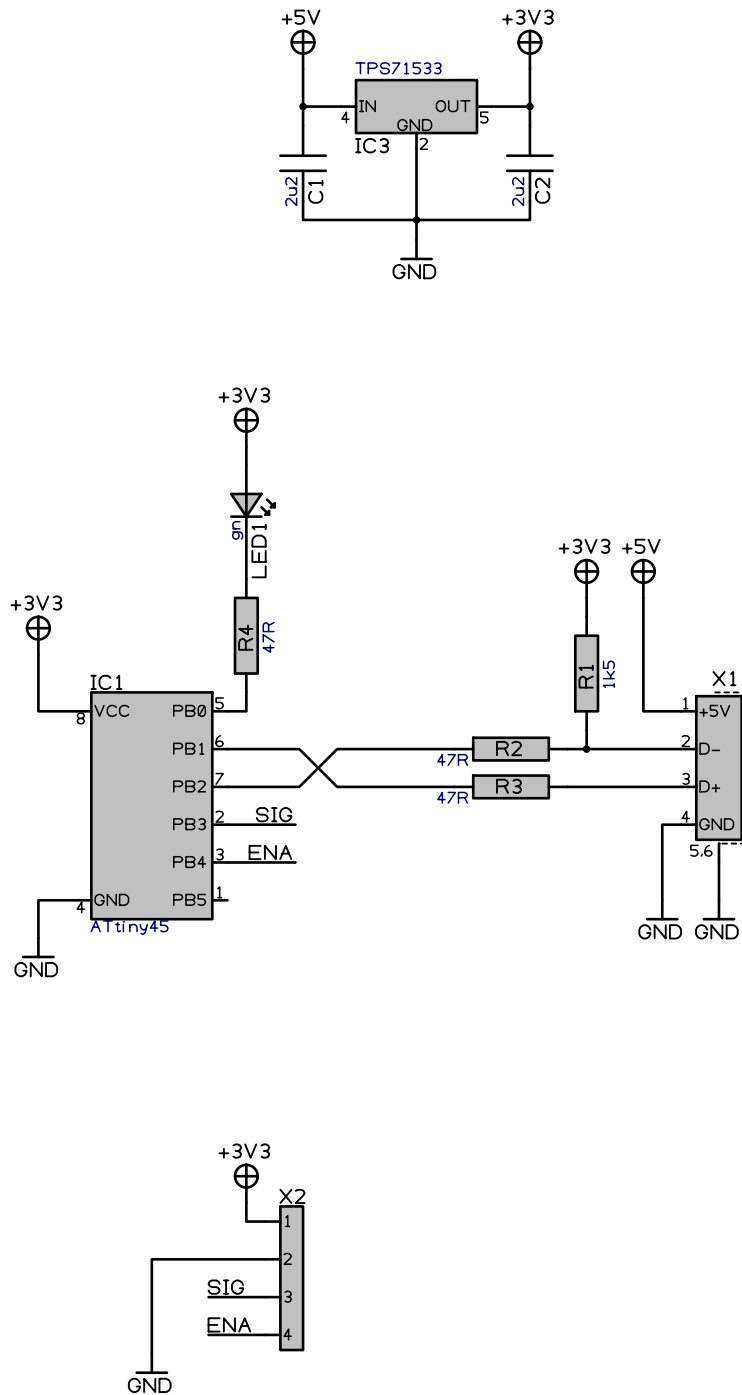 +5V
+3V3
TPS71533
IN
OUT
4
5
GND
IC3
2
2u2
C1
2u2
C2
GND
+3V3
gn
LED1
+3V3
+5V
+3V3
R4
47R
R1
1k5
IC1
X1
8
VCC
PB0
5
1
+5V
PB1
6
R2
2
D-
47R
PB2
7
R3
3
D+
47R
PB3
2
SIG
4
GND
PB4
3
ENA
5,6
4
GND
PB5
1
ATtiny45
GND
GND
GND
+3V3
X2
1
2
SIG
3
ENA
4
GND